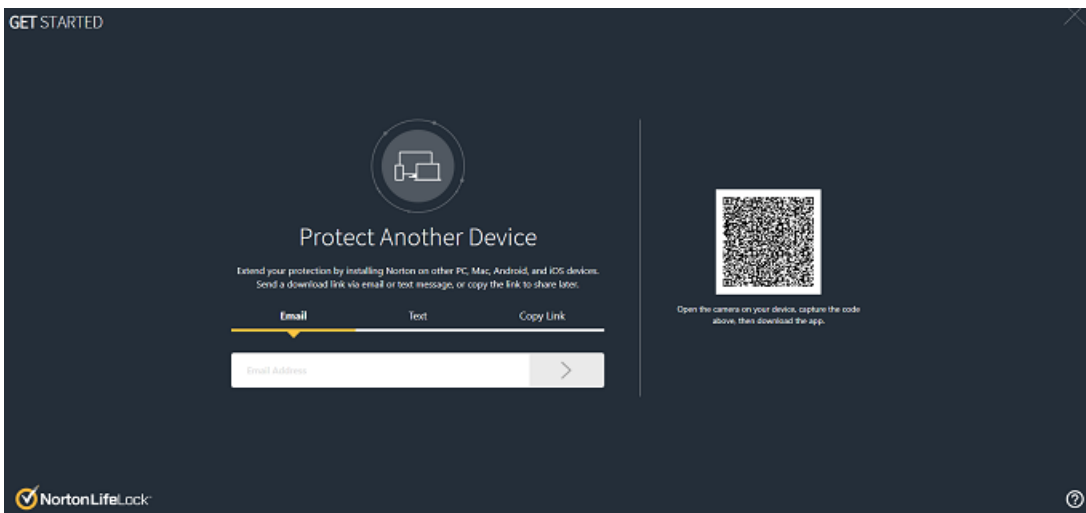 GET STARTED
Protect Another Device
Extend your protection by installing Norton on other PC, Mac, Android, and iOS devices.
Send a download link via email or text message, or copy the link to share later.
Email Text Copy Link
Email Address
Open the camera on your device, capture the code
above, then download the app.
NortonLifeLock